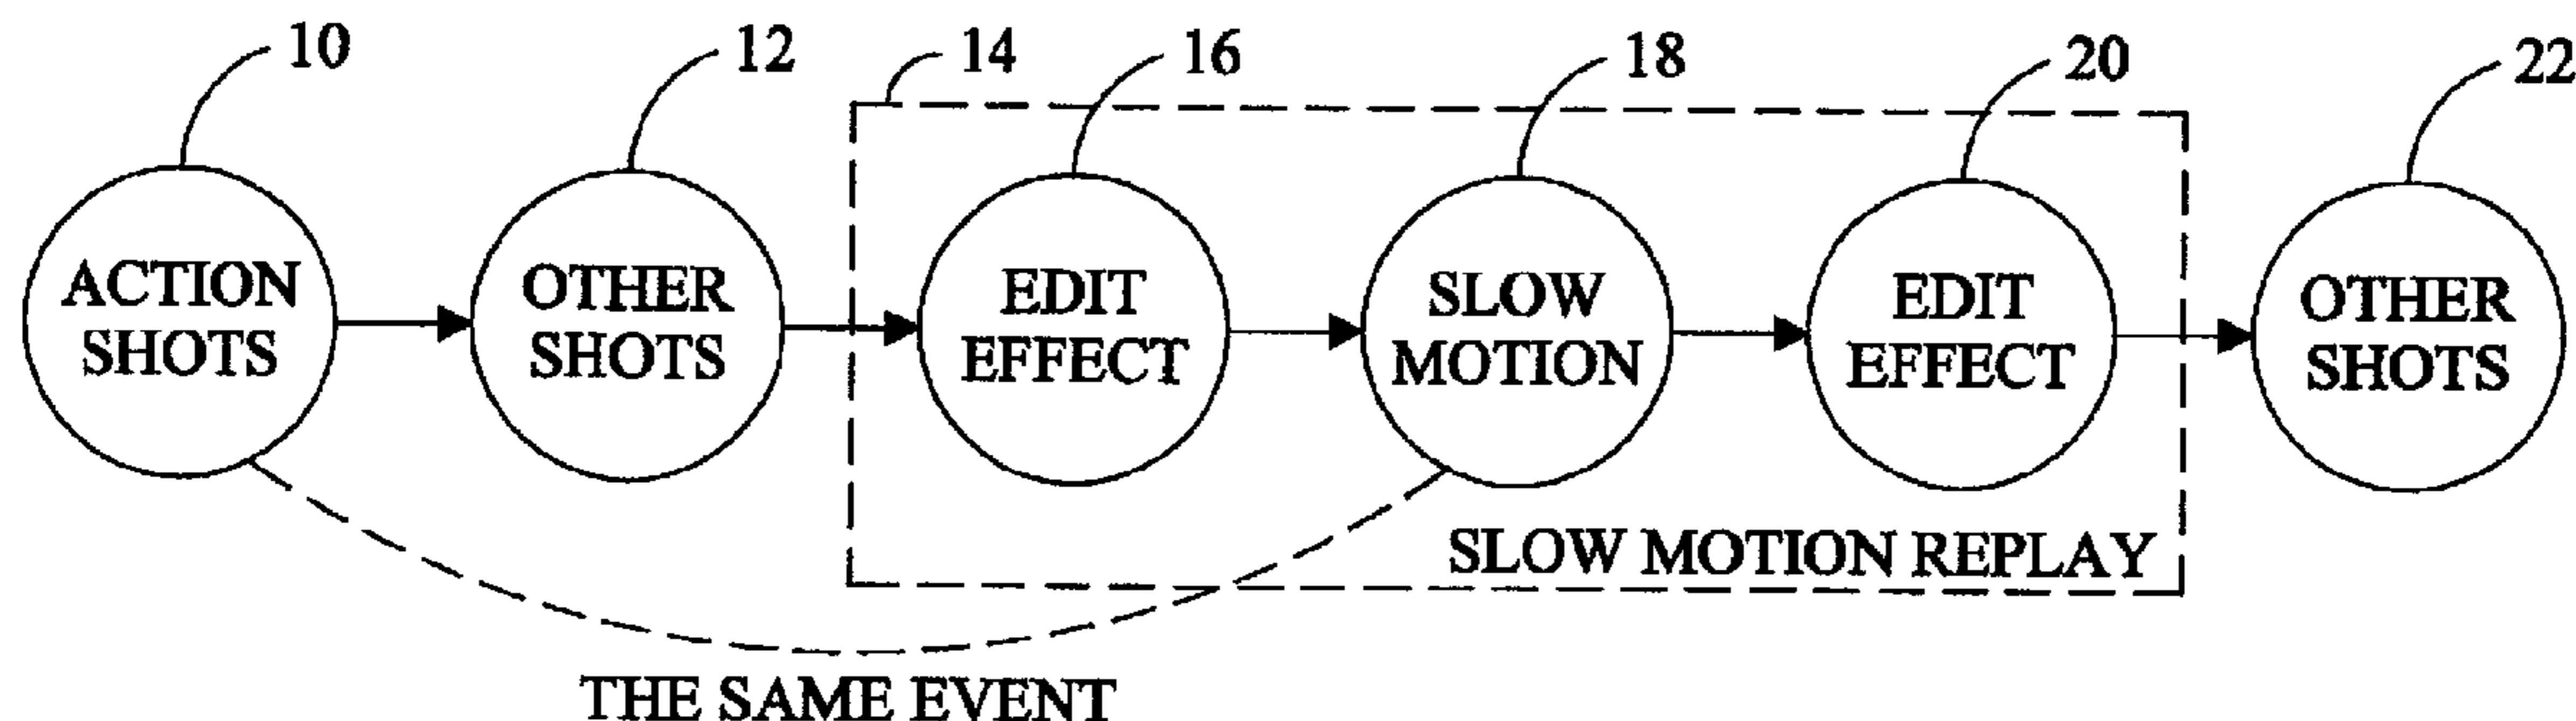 10
12
14
16
18
20
22
ACTION
SHOTS
OTHER
SHOTS
EDIT
EFFECT
SLOW
MOTION
EDIT
EFFECT
OTHER
SHOTS
SLOW MOTION REPLAY
THE SAME EVENT